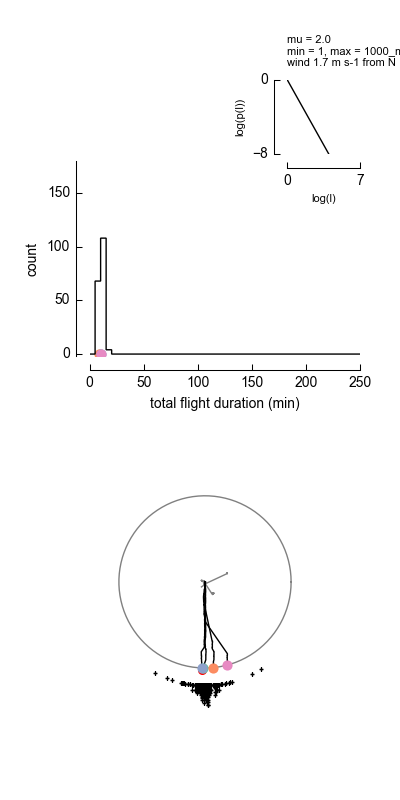 mu = 2.0
min = 1, max = 1000_m
wind 1.7 m s-1 from N
0
log(p(l))
−8
0 7
log(l)
150
100
50
0
count
0 50 100 150 200 250
total flight duration (min)